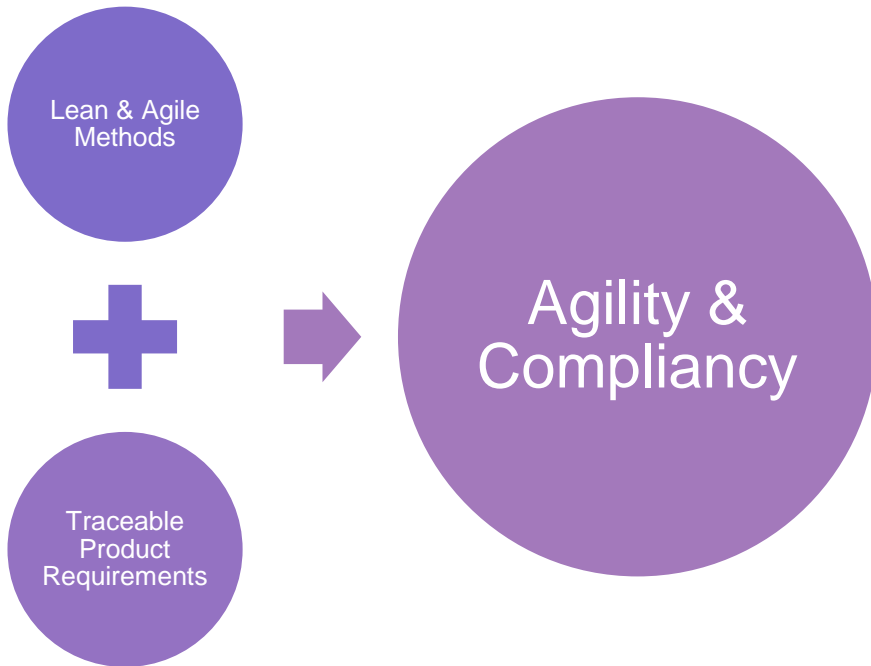 Lean & Agile
Methods
Traceable
Product
Requirements
Agility &
Compliancy